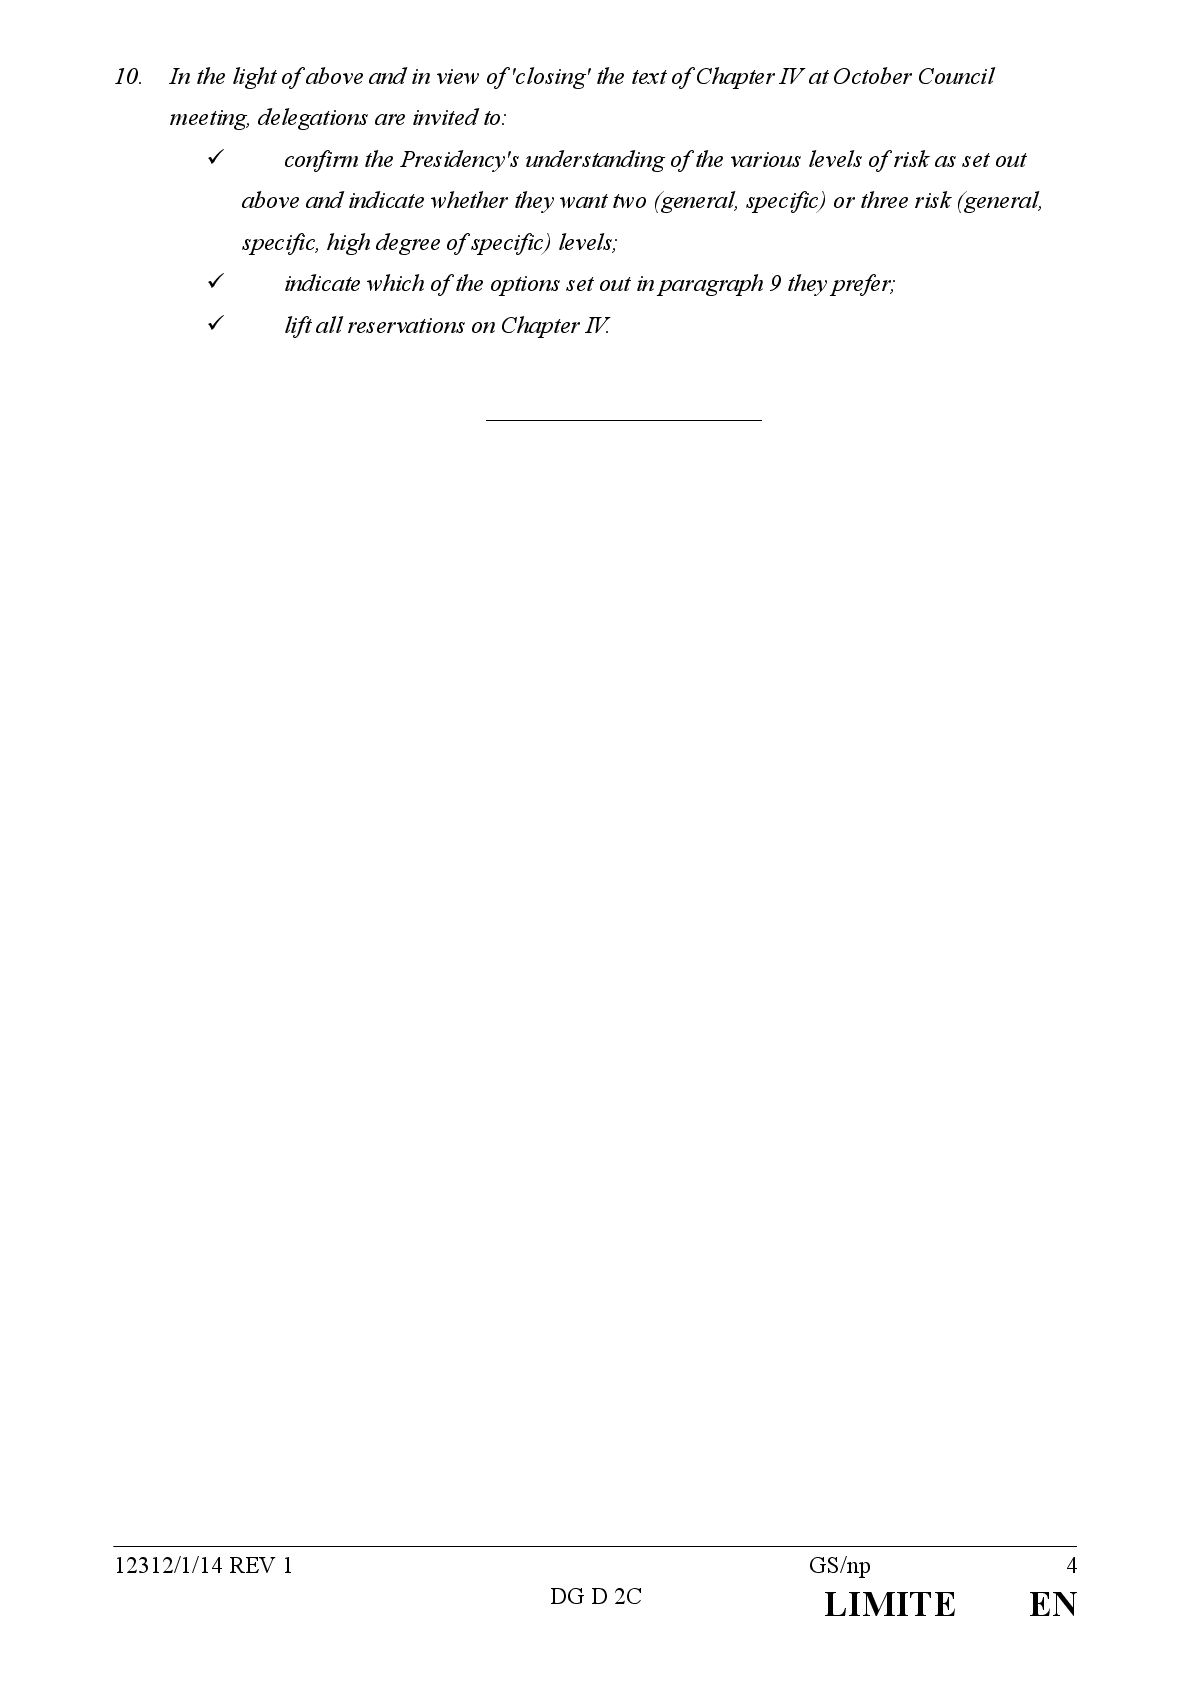 10. In the light of above and in view of 'closing' the text of Chapter IV at October Council
meeting, delegations are invited to:
✓ confirm the Presidency's understanding of the various levels of risk as set out
above and indicate whether they want two (general, specific) or three risk (general,
specific, high degree of specific) levels;
✓ indicate which of the options set out in paragraph 9 they prefer;
✓ lift all reservations on Chapter IV.
12312/1/14 REV 1 GS/np 4
DG D 2C LIMITE EN